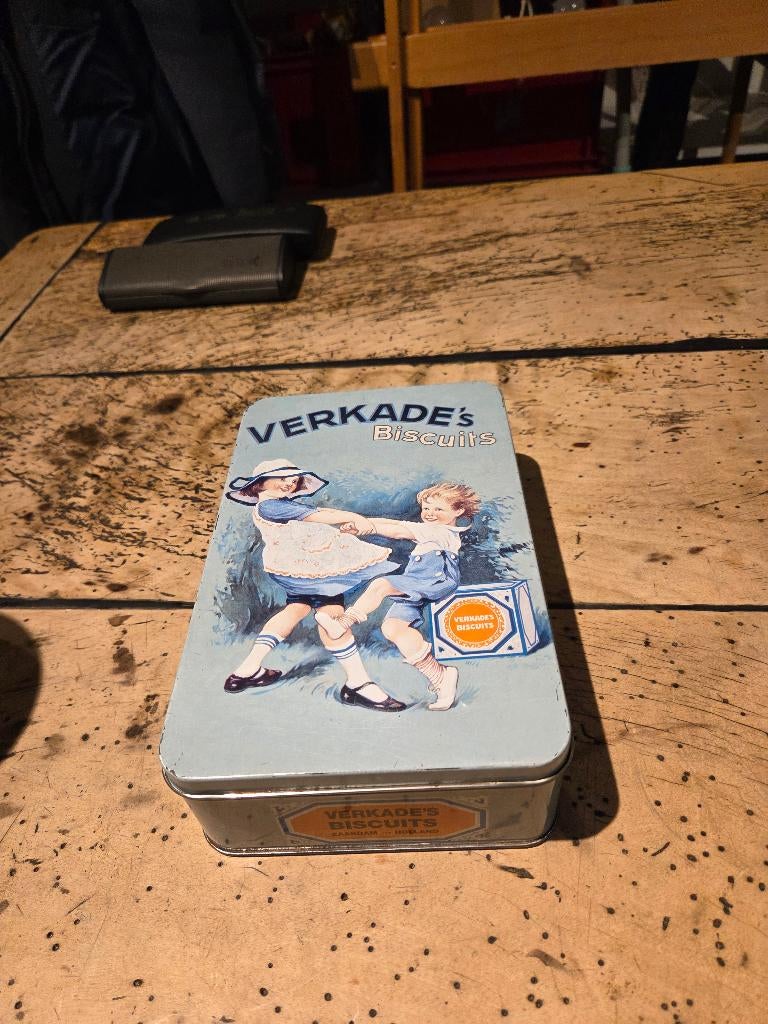 VERKADE's
Biscuits
VERKADE'S
BISCUITS
VERKADE'S
BISCUITS
ZAANDAM — HOLLAND